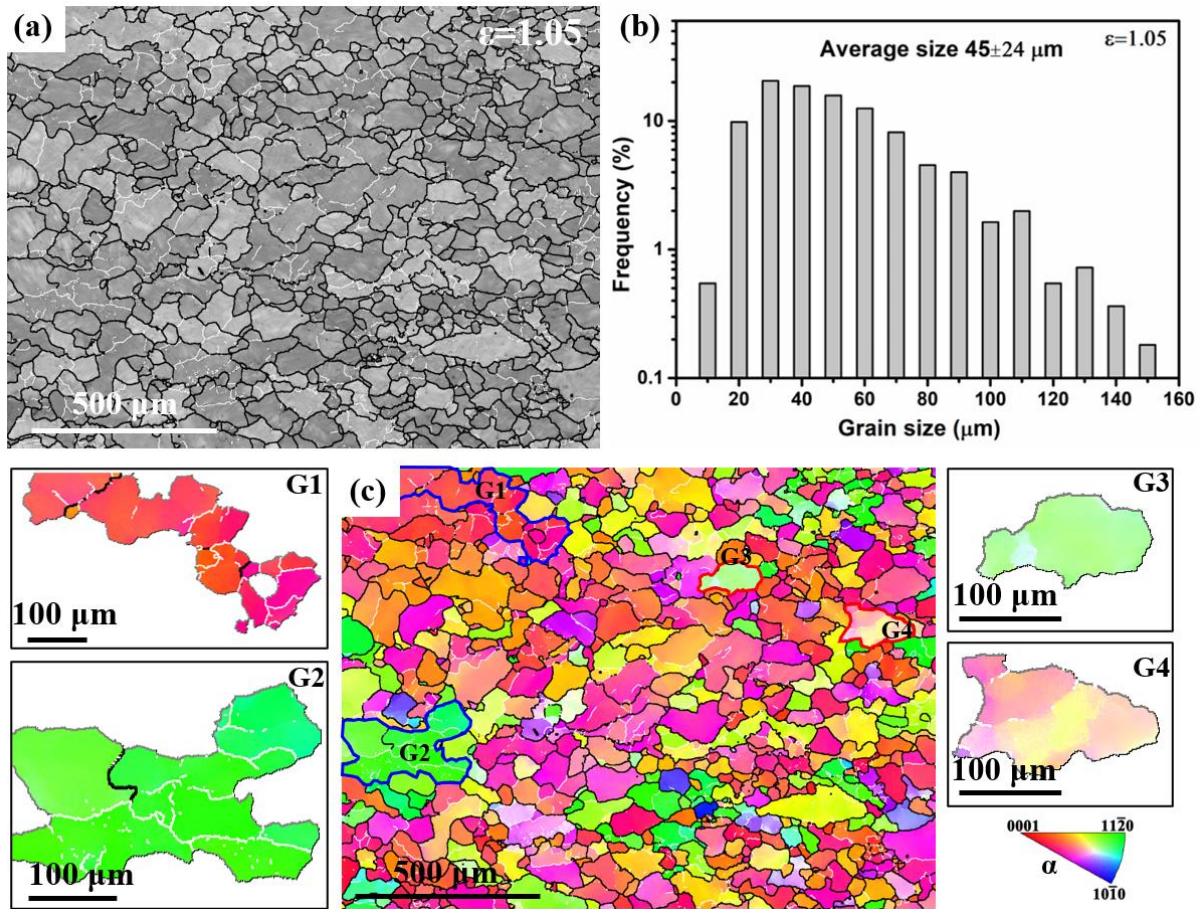 (a)
ε=1.05
500 μm
(b)
Average size 45±24 μm
ε=1.05
Frequency (%)
10
1
0.1
0 20 40 60 80 100 120 140 160
Grain size (μm)
G1
100 μm
G2
100 μm
(c)
G1
G3
G4
G2
500 μm
G3
100 μm
G4
100 μm
0001 112̄0
α
101̄0